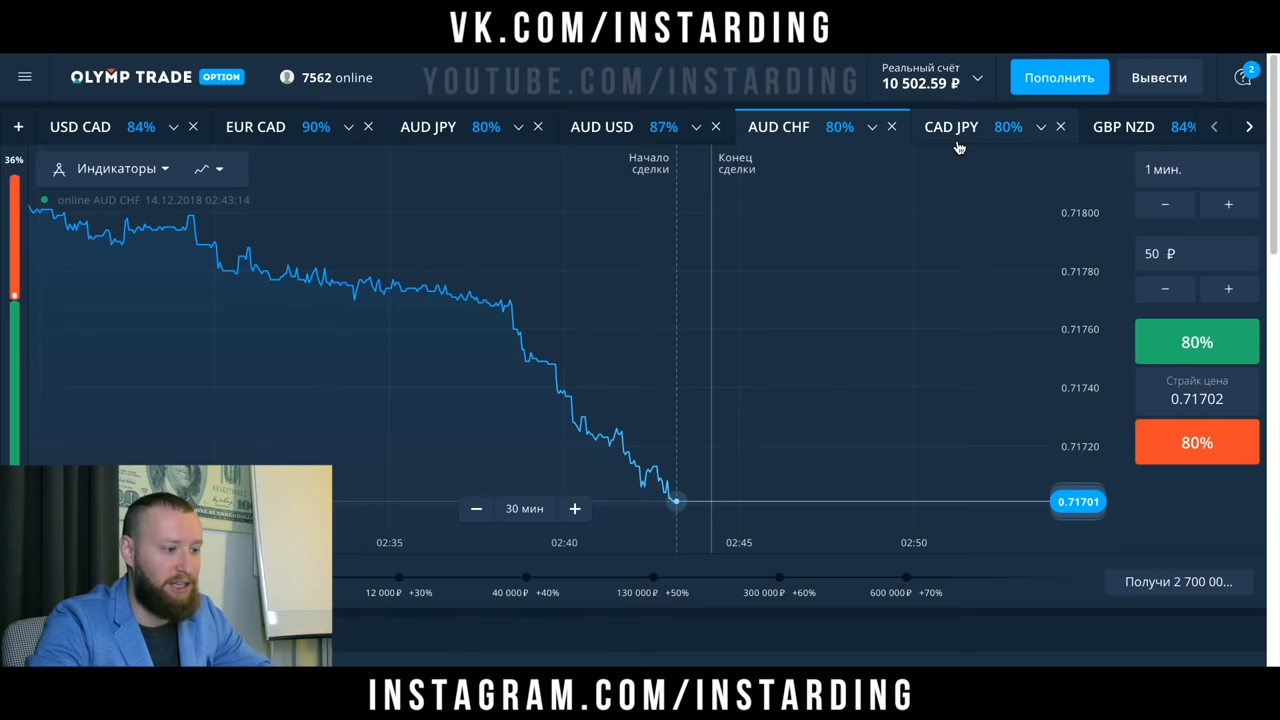 VK.COM/INSTARDING
OLYMP TRADE OPTION
7562 online
YOUTUBE.COM/INSTARDING
Реальный счёт
10 502.59 ₽
Пополнить
Вывести
2
+ USD CAD 84% EUR CAD 90% AUD JPY 80% AUD USD 87% AUD CHF 80% CAD JPY 80% GBP NZD 84%
36%
Индикаторы
online AUD CHF 14.12.2018 02:43:14
Начало
сделки
Конец
сделки
0.71800
0.71780
0.71760
0.71740
0.71720
0.71701
1 мин.
− +
50 ₽
− +
80%
Страйк цена
0.71702
80%
− 30 мин +
02:35 02:40 02:45 02:50
12 000₽ +30% 40 000₽ +40% 130 000₽ +50% 300 000₽ +60% 600 000₽ +70%
Получи 2 700 00...
INSTAGRAM.COM/INSTARDING